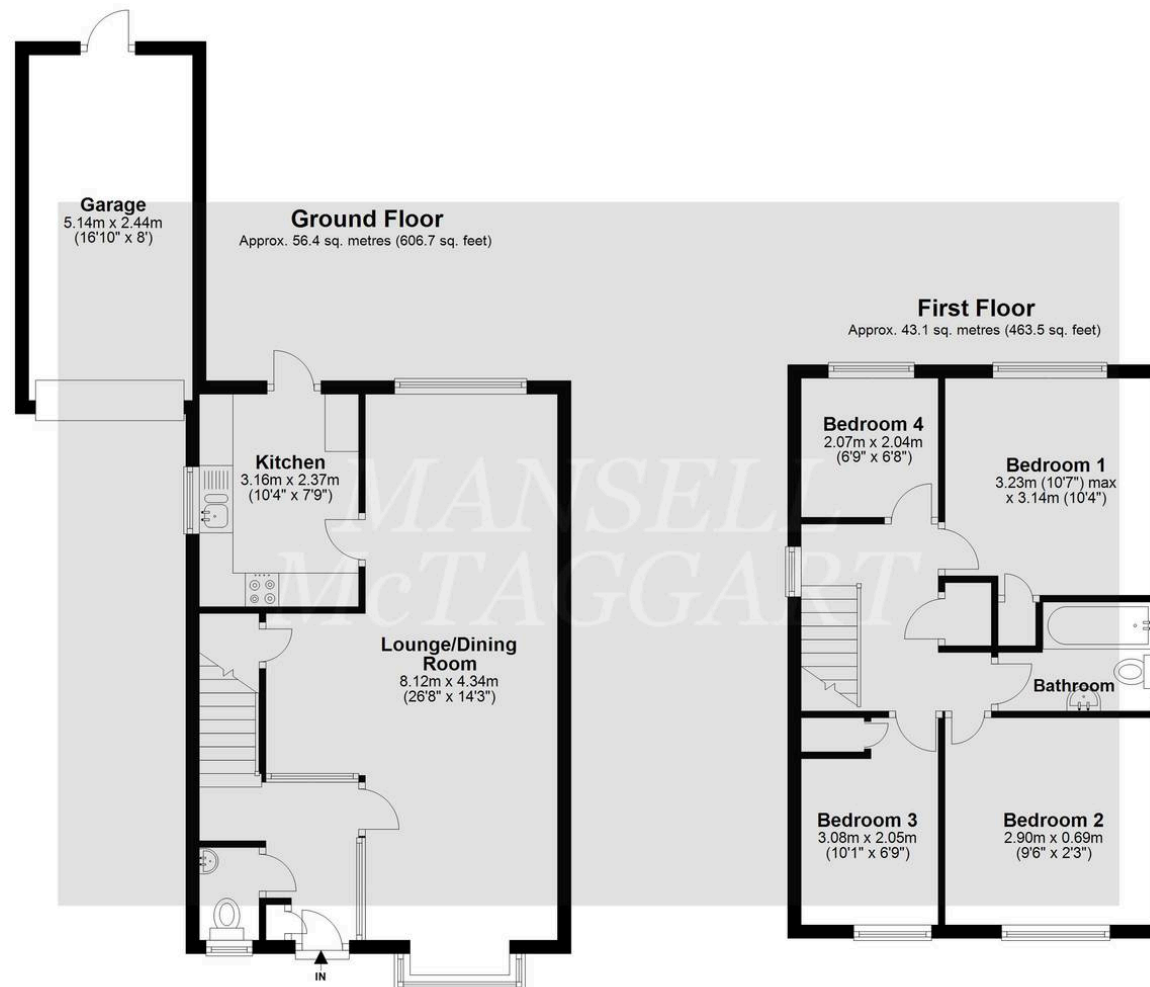 Garage
5.14m x 2.44m
(16'10" x 8')
Ground Floor
Approx. 56.4 sq. metres (606.7 sq. feet)
Kitchen
3.16m x 2.37m
(10'4" x 7'9")
Lounge/Dining
Room
8.12m x 4.34m
(26'8" x 14'3")
IN
First Floor
Approx. 43.1 sq. metres (463.5 sq. feet)
Bedroom 4
2.07m x 2.04m
(6'9" x 6'8")
Bedroom 1
3.23m (10'7") max
x 3.14m (10'4")
Bathroom
Bedroom 3
3.08m x 2.05m
(10'1" x 6'9")
Bedroom 2
2.90m x 0.69m
(9'6" x 2'3")
MANSELL
McTAGGART